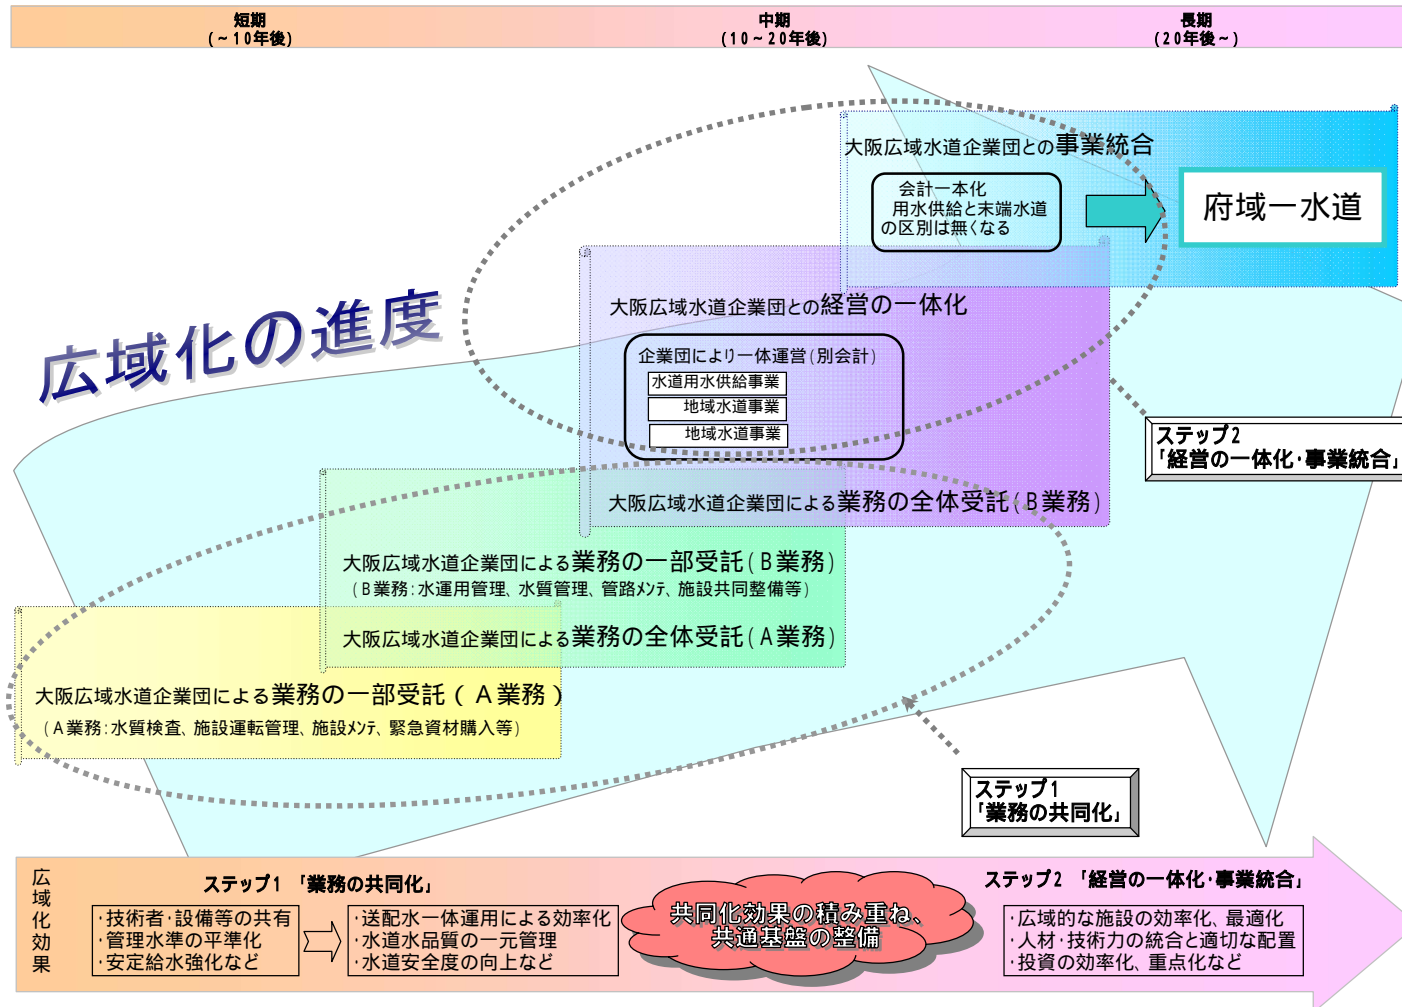 短期
(～10年後)
中期
(10～20年後)
長期
(20年後～)
大阪広域水道企業団との事業統合
会計一本化
用水供給と末端水道
の区別は無くなる
府域一水道
広域化の進度
大阪広域水道企業団との経営の一体化
企業団により一体運営(別会計)
水道用水供給事業
地域水道事業
地域水道事業
ステップ2
「経営の一体化･事業統合」
大阪広域水道企業団による業務の全体受託(B業務)
大阪広域水道企業団による業務の一部受託(B業務)
(B業務:水運用管理、水質管理、管路ﾒﾝﾃ、施設共同整備等)
大阪広域水道企業団による業務の全体受託(A業務)
大阪広域水道企業団による業務の一部受託(A業務)
(A業務:水質検査、施設運転管理、施設ﾒﾝﾃ、緊急資材購入等)
ステップ1
「業務の共同化」
広域化効果
ステップ1 「業務の共同化」
･技術者･設備等の共有
･管理水準の平準化
･安定給水強化など
･送配水一体運用による効率化
･水道水品質の一元管理
･水道安全度の向上など
共同化効果の積み重ね、
共通基盤の整備
ステップ2 「経営の一体化･事業統合」
･広域的な施設の効率化、最適化
･人材･技術力の統合と適切な配置
･投資の効率化、重点化など